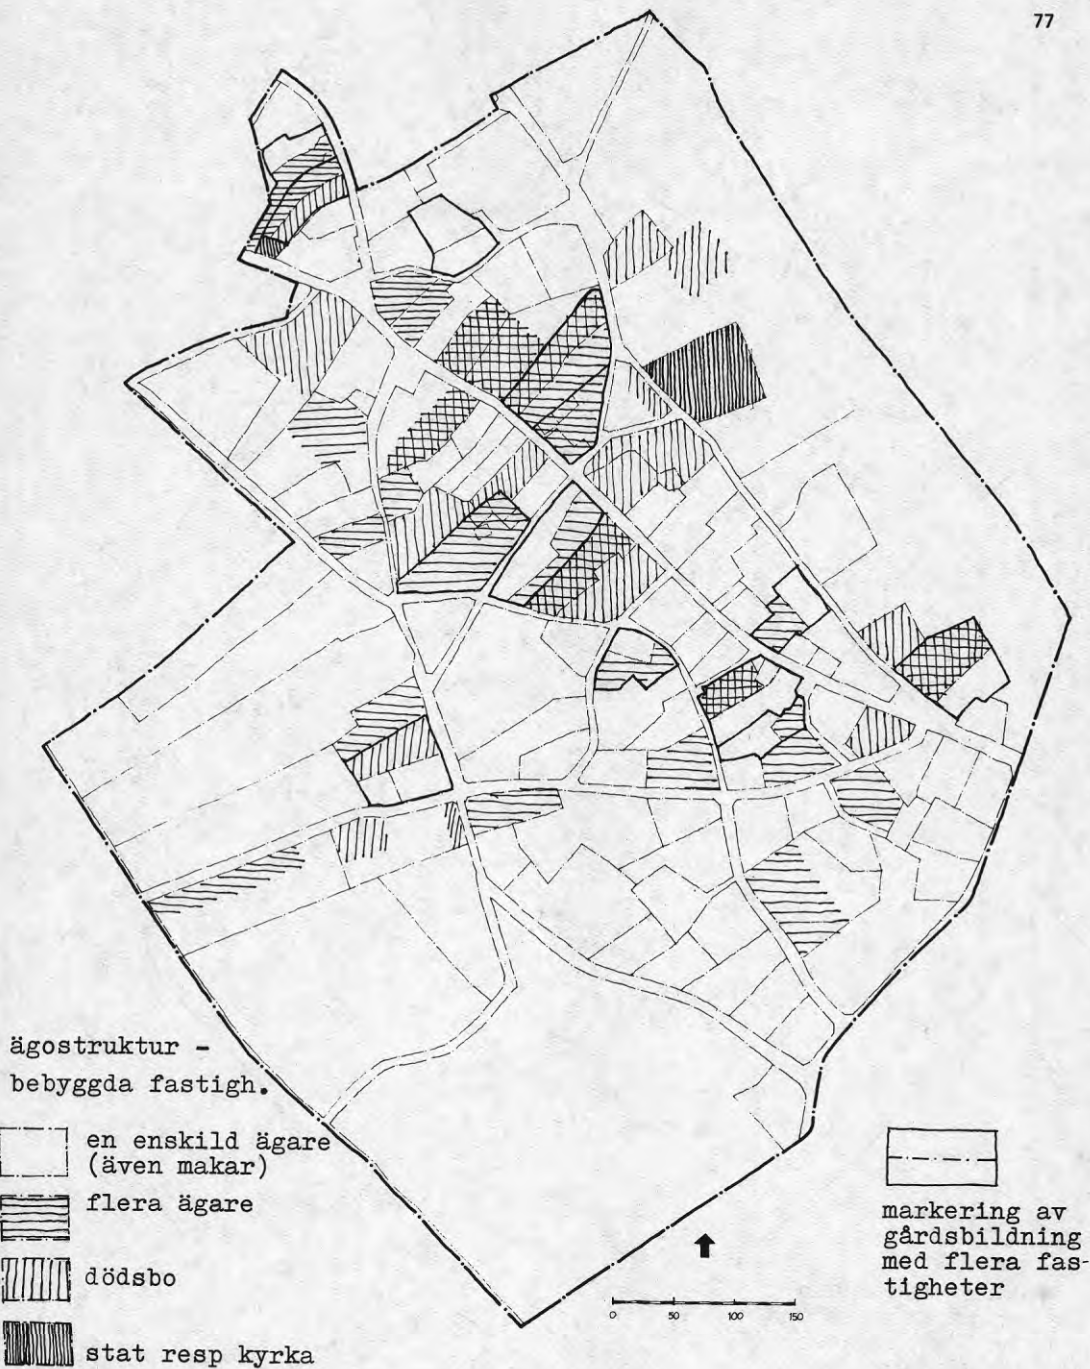 77
ägostruktur -
bebyggda fastigh.
en enskild ägare
(även makar)
flera ägare
dödsbo
stat resp kyrka
0 50 100 150
markering av
gårdsbildning
med flera fas-
tigheter